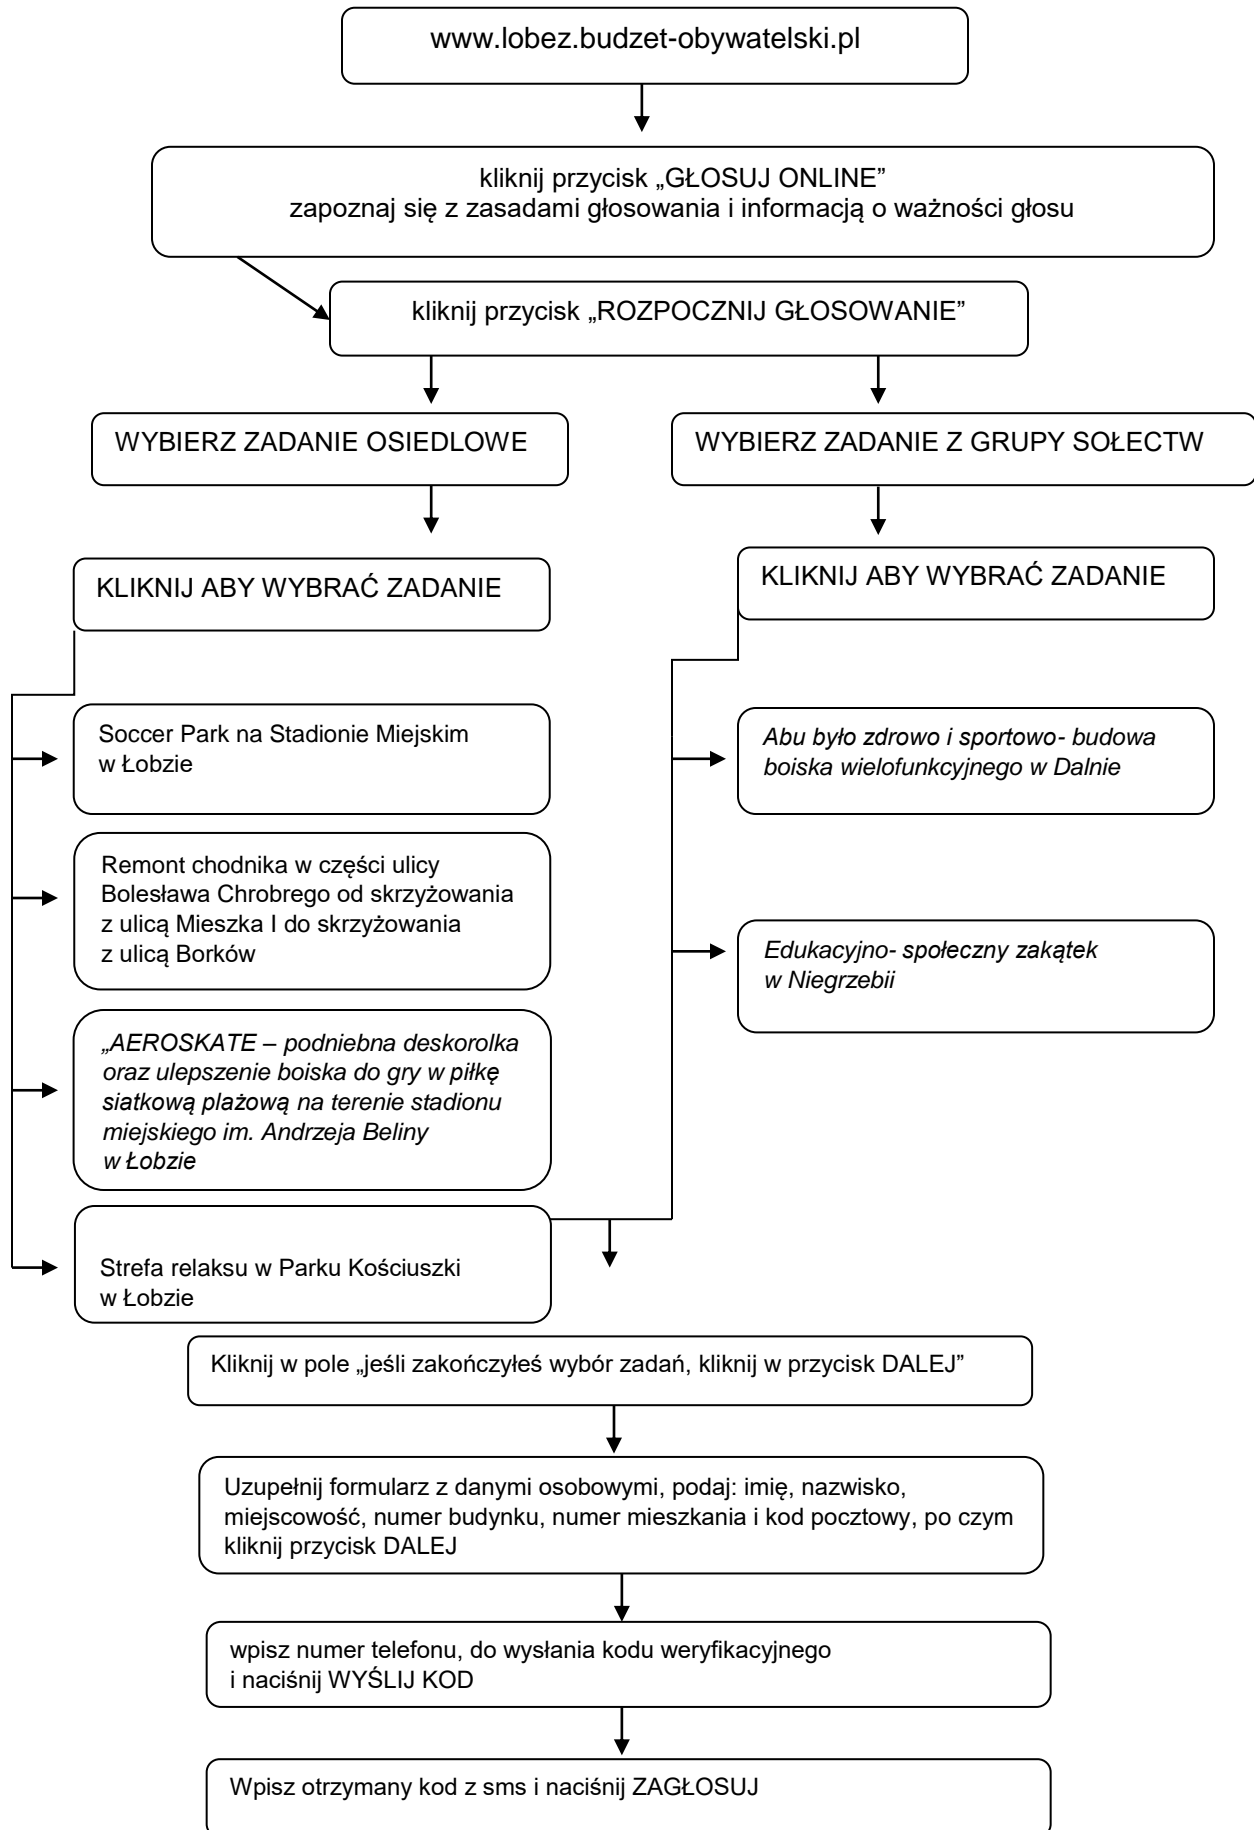 www.lobez.budzet-obywatelski.pl
kliknij przycisk „GŁOSUJ ONLINE”
zapoznaj się z zasadami głosowania i informacją o ważności głosu
kliknij przycisk „ROZPOCZNIJ GŁOSOWANIE”
WYBIERZ ZADANIE OSIEDLOWE
WYBIERZ ZADANIE Z GRUPY SOŁECTW
KLIKNIJ ABY WYBRAĆ ZADANIE
KLIKNIJ ABY WYBRAĆ ZADANIE
Soccer Park na Stadionie Miejskim
w Łobzie
Abu było zdrowo i sportowo- budowa
boiska wielofunkcyjnego w Dalnie
Remont chodnika w części ulicy
Bolesława Chrobrego od skrzyżowania
z ulicą Mieszka I do skrzyżowania
z ulicą Borków
Edukacyjno- społeczny zakątek
w Niegrzebii
„AEROSKATE – podniebna deskorolka
oraz ulepszenie boiska do gry w piłkę
siatkową plażową na terenie stadionu
miejskiego im. Andrzeja Beliny
w Łobzie
Strefa relaksu w Parku Kościuszki
w Łobzie
Kliknij w pole „jeśli zakończyłeś wybór zadań, kliknij w przycisk DALEJ”
Uzupełnij formularz z danymi osobowymi, podaj: imię, nazwisko,
miejscowość, numer budynku, numer mieszkania i kod pocztowy, po czym
kliknij przycisk DALEJ
wpisz numer telefonu, do wysłania kodu weryfikacyjnego
i naciśnij WYŚLIJ KOD
Wpisz otrzymany kod z sms i naciśnij ZAGŁOSUJ